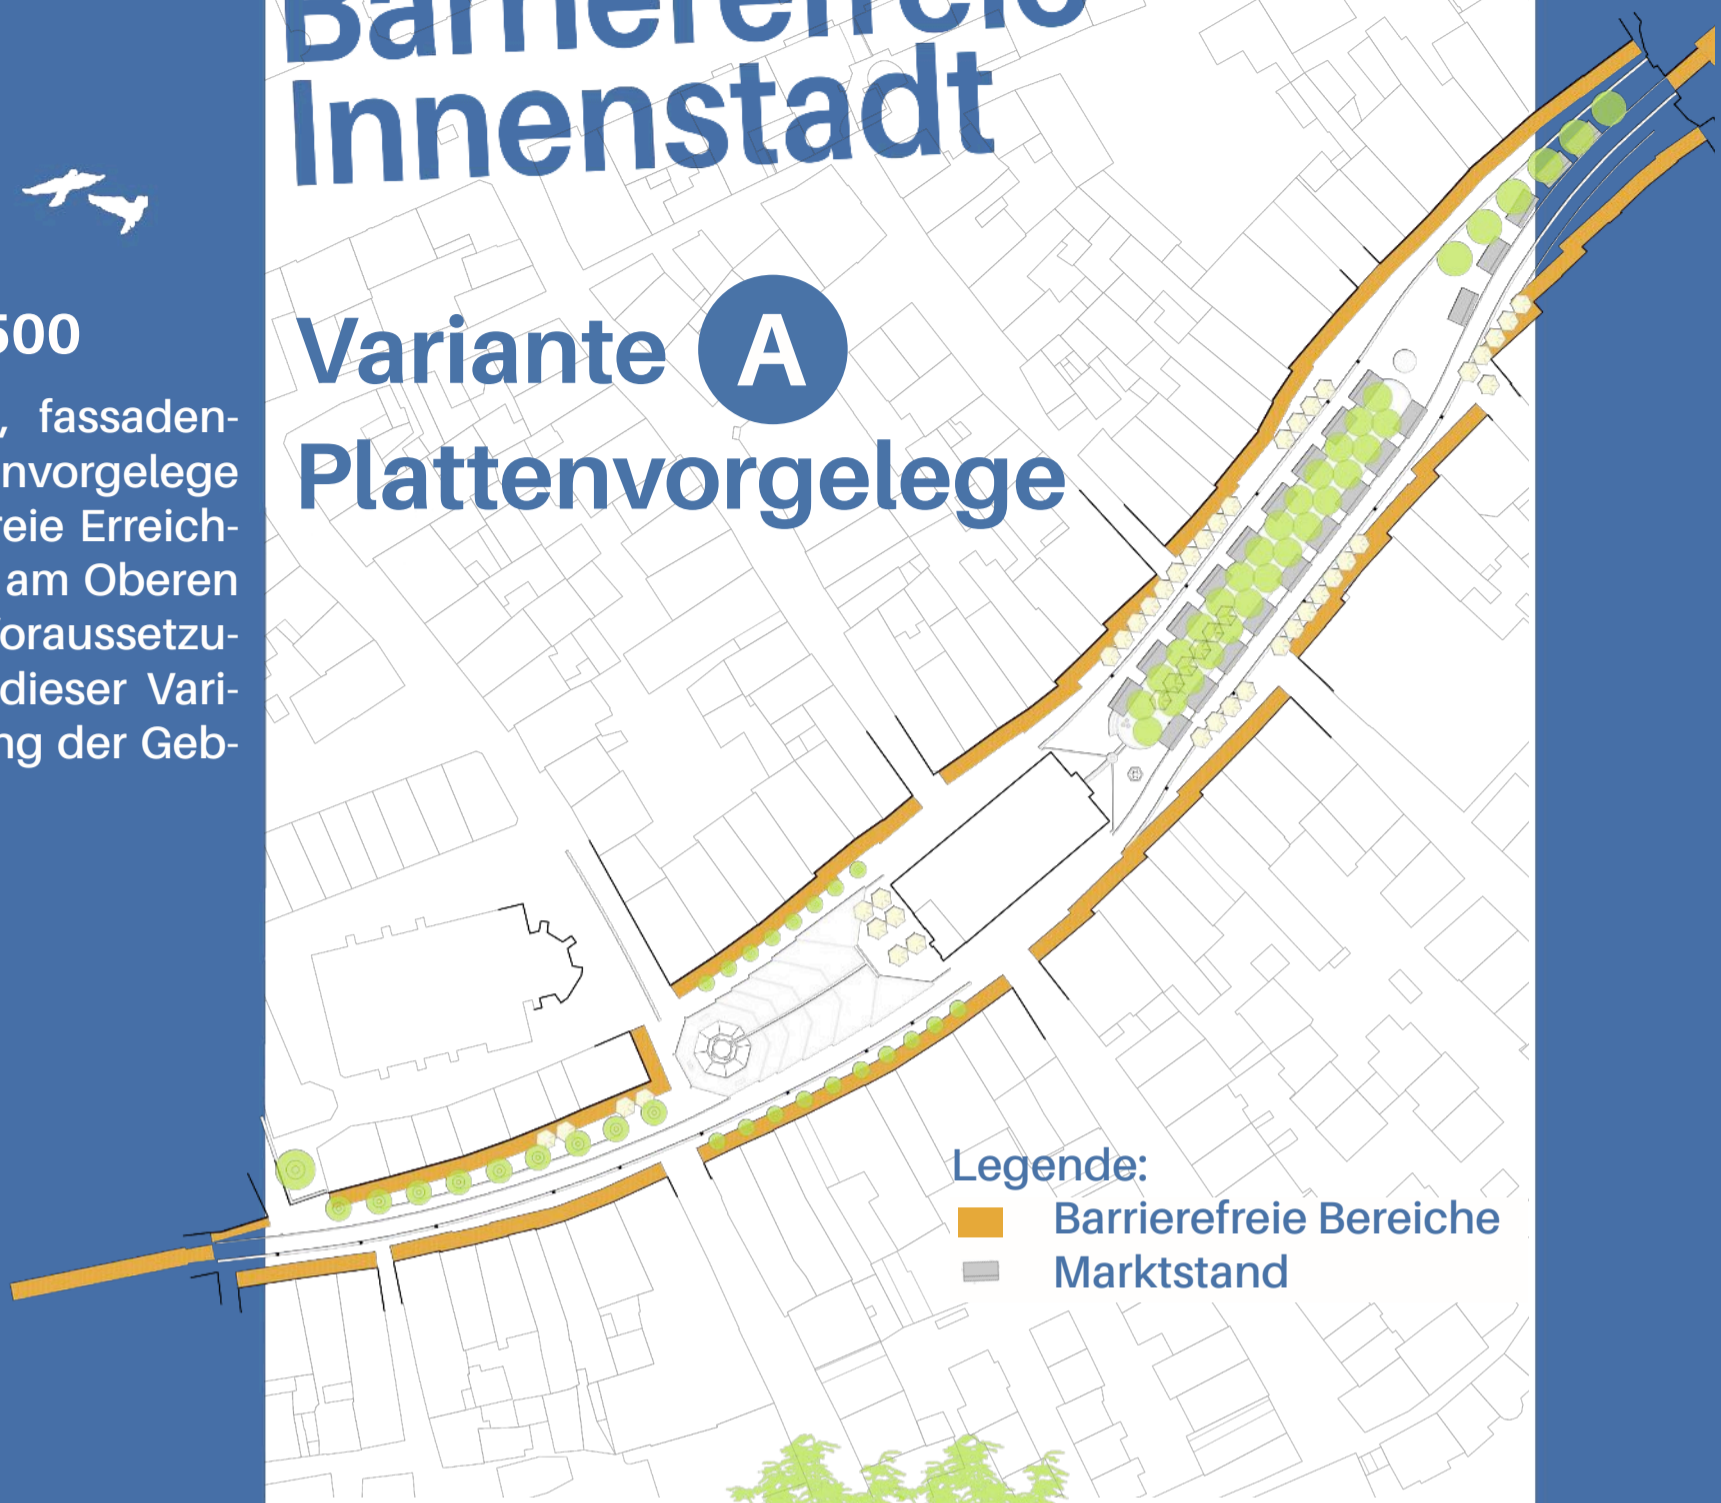 Barrierefreie
Innenstadt
500
, fassaden-
nvorgelege
reie Erreich-
am Oberen
oraussetzu-
dieser Vari-
ng der Geb-
Variante A
Plattenvorgelege
Legende:
Barrierefreie Bereiche
Marktstand